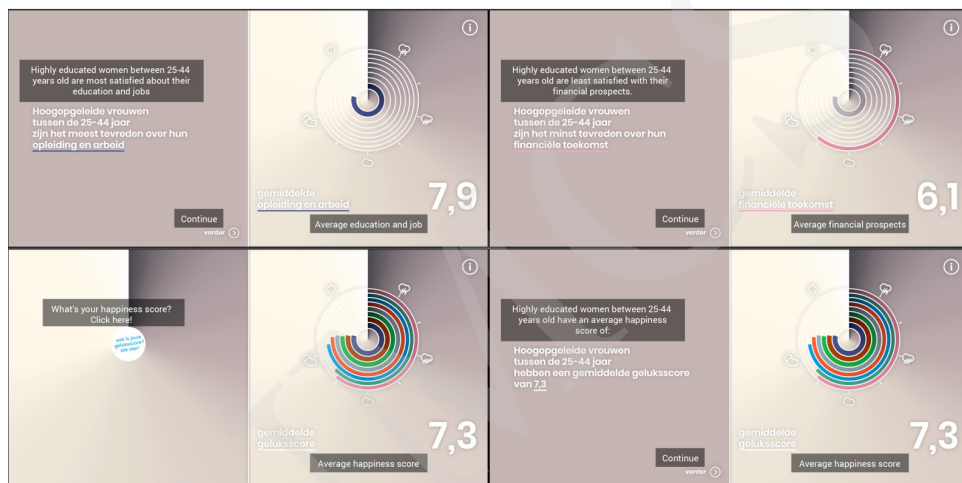 Highly educated women between 25-44
years old are most satisfied about their
education and jobs
Hoogopgeleide vrouwen
tussen de 25-44 jaar
zijn het meest tevreden over hun
opleiding en arbeid
Continue
verder
i
gemiddelde
opleiding en arbeid
7,9
Average education and job
Highly educated women between 25-44
years old are least satisfied with their
financial prospects.
Hoogopgeleide vrouwen
tussen de 25-44 jaar
zijn het minst tevreden over hun
financiële toekomst
Continue
verder
i
gemiddelde
financiële toekomst
6,1
Average financial prospects
What's your happiness score?
Click here!
wat is jouw
geluksscore?
klik hier!
i
gemiddelde
geluksscore
7,3
Average happiness score
Highly educated women between 25-44
years old have an average happiness
score of:
Hoogopgeleide vrouwen
tussen de 25-44 jaar
hebben een gemiddelde geluksscore
van 7,3
Continue
verder
i
gemiddelde
geluksscore
7,3
Average happiness score